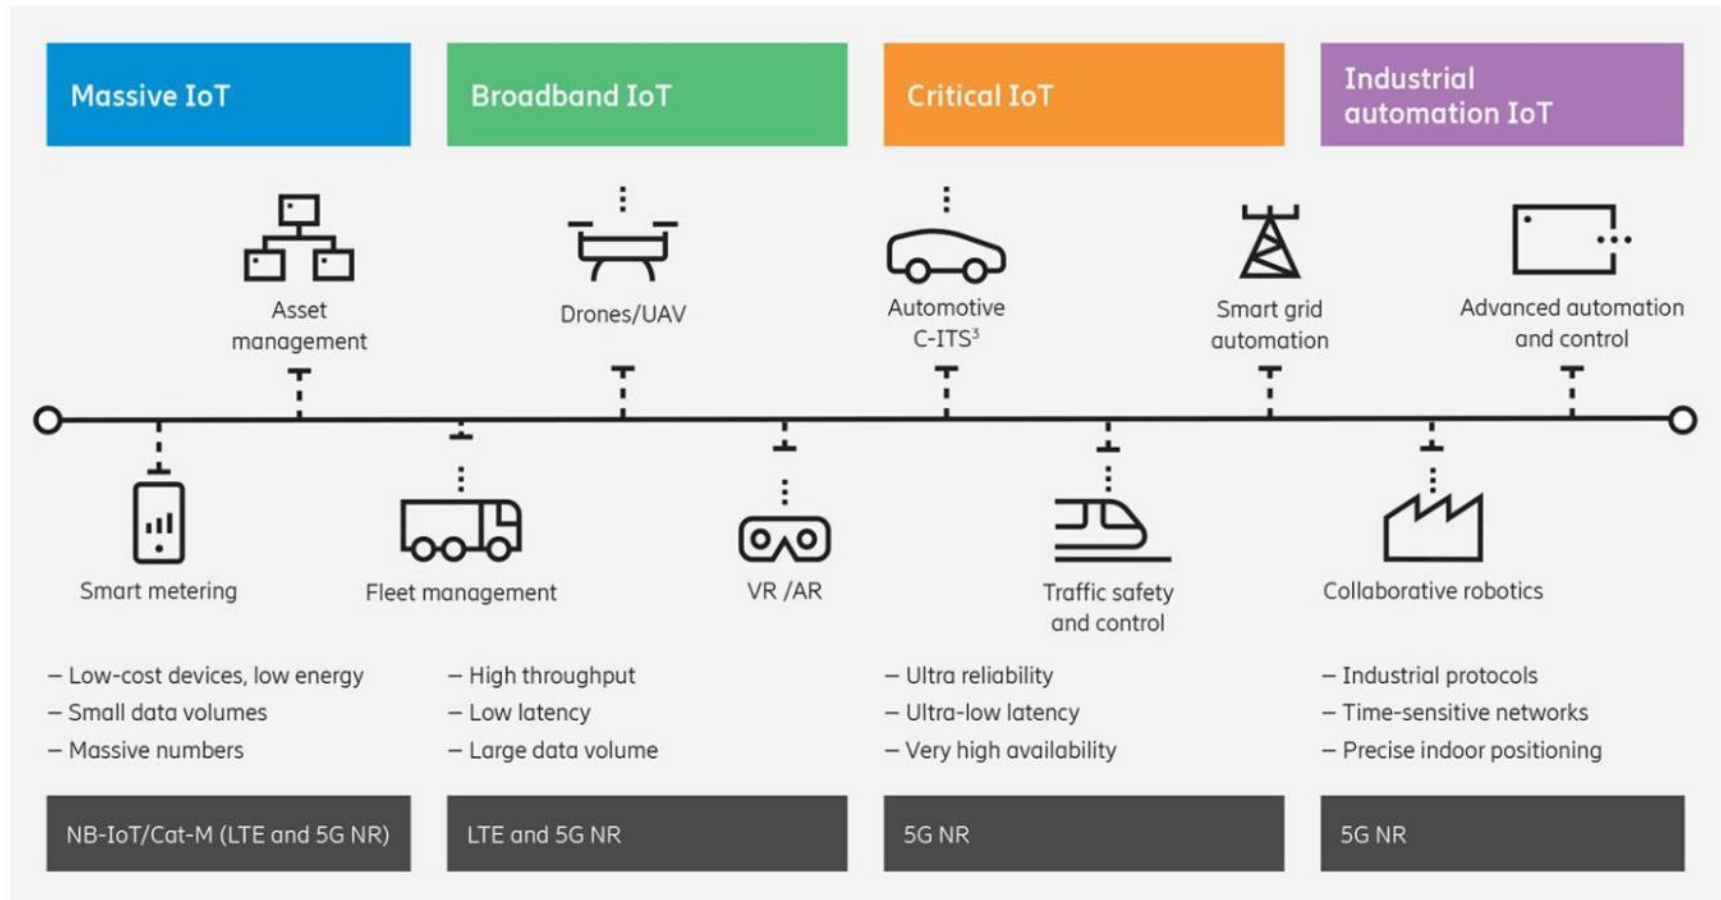 Massive IoT
Broadband IoT
Critical IoT
Industrial
automation IoT
Asset
management
Drones/UAV
Automotive
C-ITS³
Smart grid
automation
Advanced automation
and control
Smart metering
Fleet management
VR /AR
Traffic safety
and control
Collaborative robotics
– Low-cost devices, low energy
– Small data volumes
– Massive numbers
– High throughput
– Low latency
– Large data volume
– Ultra reliability
– Ultra-low latency
– Very high availability
– Industrial protocols
– Time-sensitive networks
– Precise indoor positioning
NB-IoT/Cat-M (LTE and 5G NR)
LTE and 5G NR
5G NR
5G NR